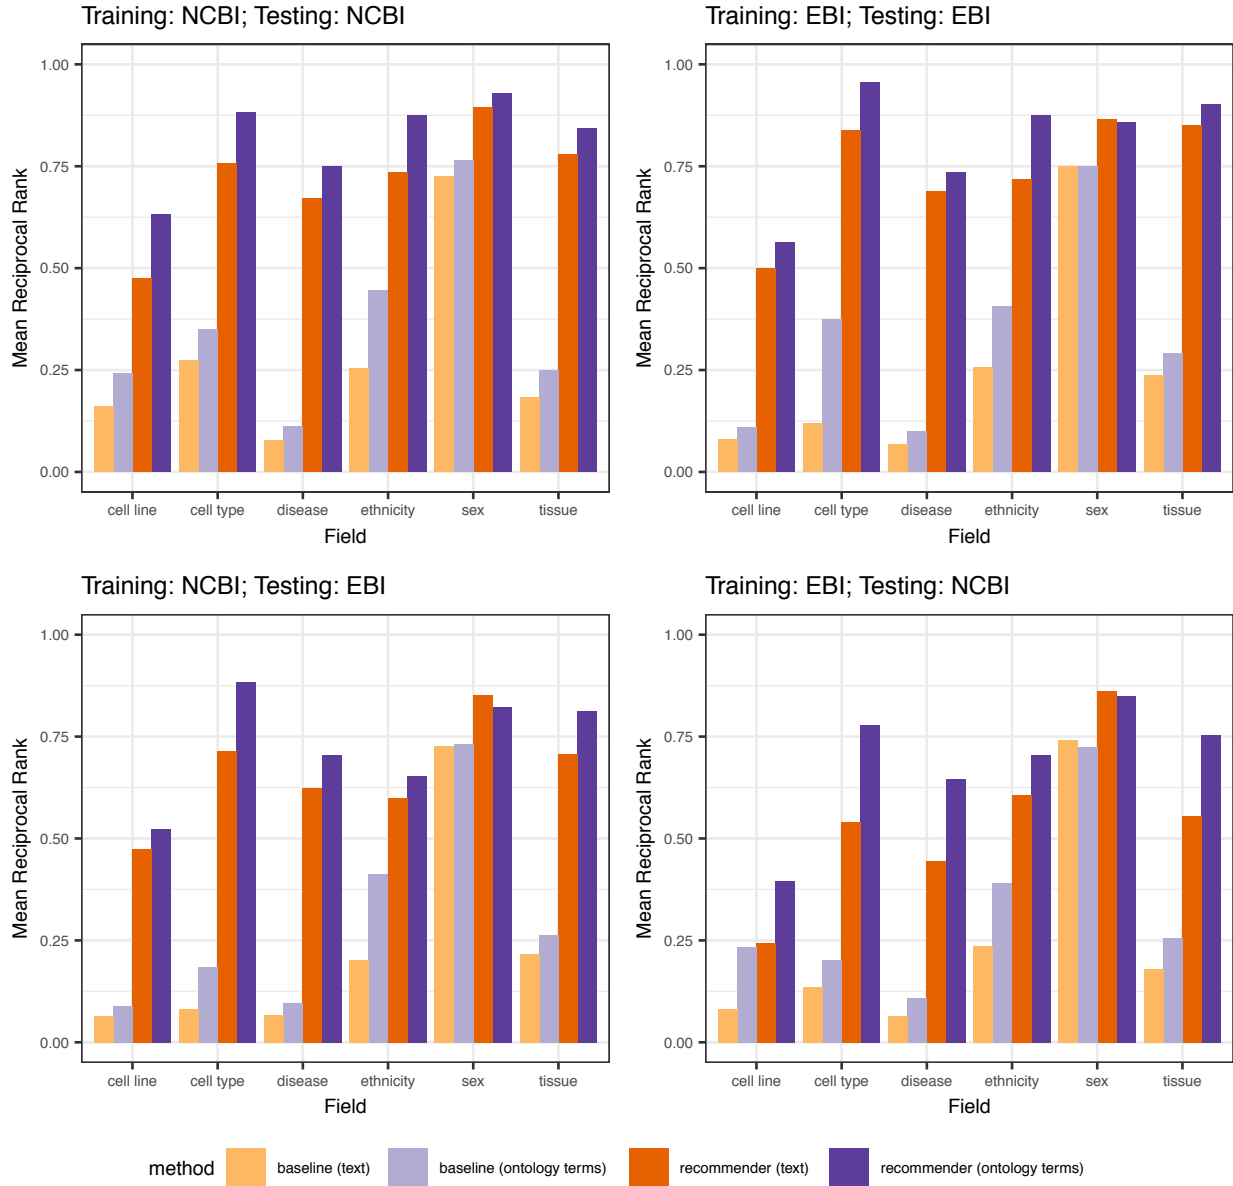 Training: NCBI; Testing: NCBI
Mean Reciprocal Rank
1.00
0.75
0.50
0.25
0.00
cell line cell type disease ethnicity sex tissue
Field
Training: EBI; Testing: EBI
Mean Reciprocal Rank
1.00
0.75
0.50
0.25
0.00
cell line cell type disease ethnicity sex tissue
Field
Training: NCBI; Testing: EBI
Mean Reciprocal Rank
1.00
0.75
0.50
0.25
0.00
cell line cell type disease ethnicity sex tissue
Field
Training: EBI; Testing: NCBI
Mean Reciprocal Rank
1.00
0.75
0.50
0.25
0.00
cell line cell type disease ethnicity sex tissue
Field
method baseline (text) baseline (ontology terms) recommender (text) recommender (ontology terms)